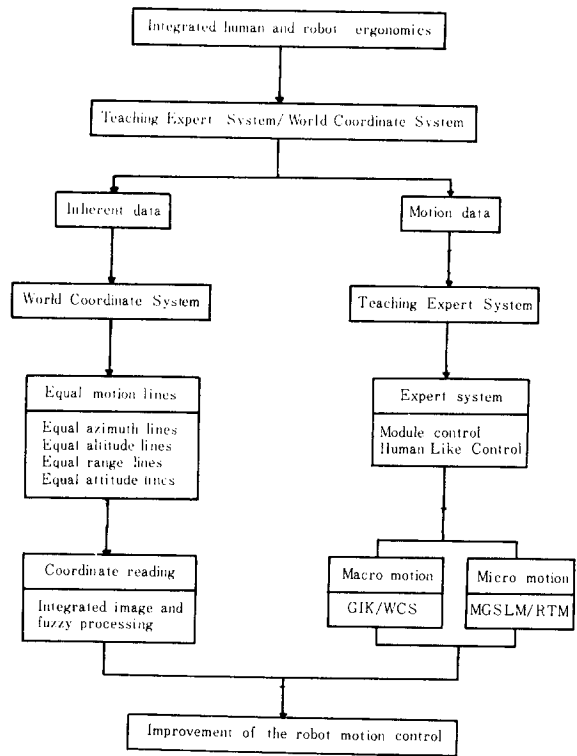 Integrated human and robot ergonomics
Teaching Expert System/World Coordinate System
Inherent data
Motion data
World Coordinate System
Teaching Expert System
Equal motion lines
Equal azimuth lines
Equal altitude lines
Equal range lines
Equal attitude lines
Expert system
Module control
Human Like Control
Coordinate reading
Integrated image and
fuzzy processing
Macro motion
GIK/WCS
Micro motion
MGSLM/RTM
Improvement of the robot motion control